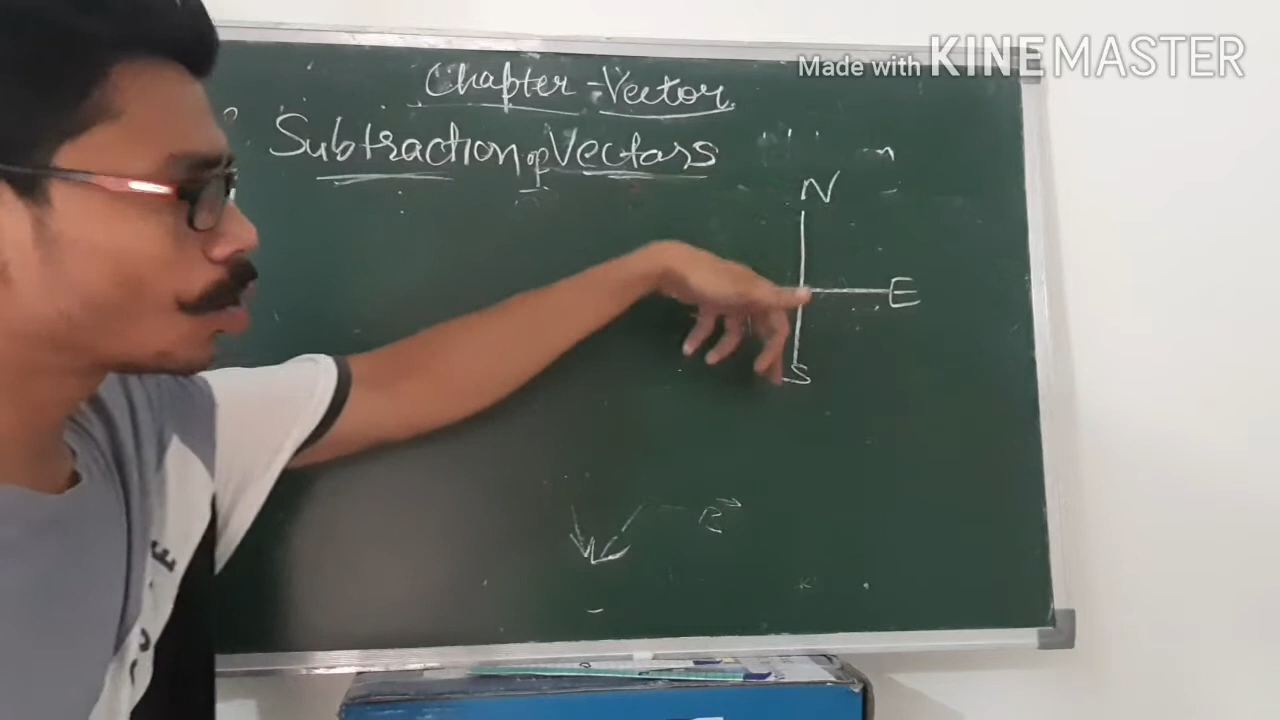 Made with KINEMASTER
Chapter - Vector
Subtraction of Vectors
N
E
S